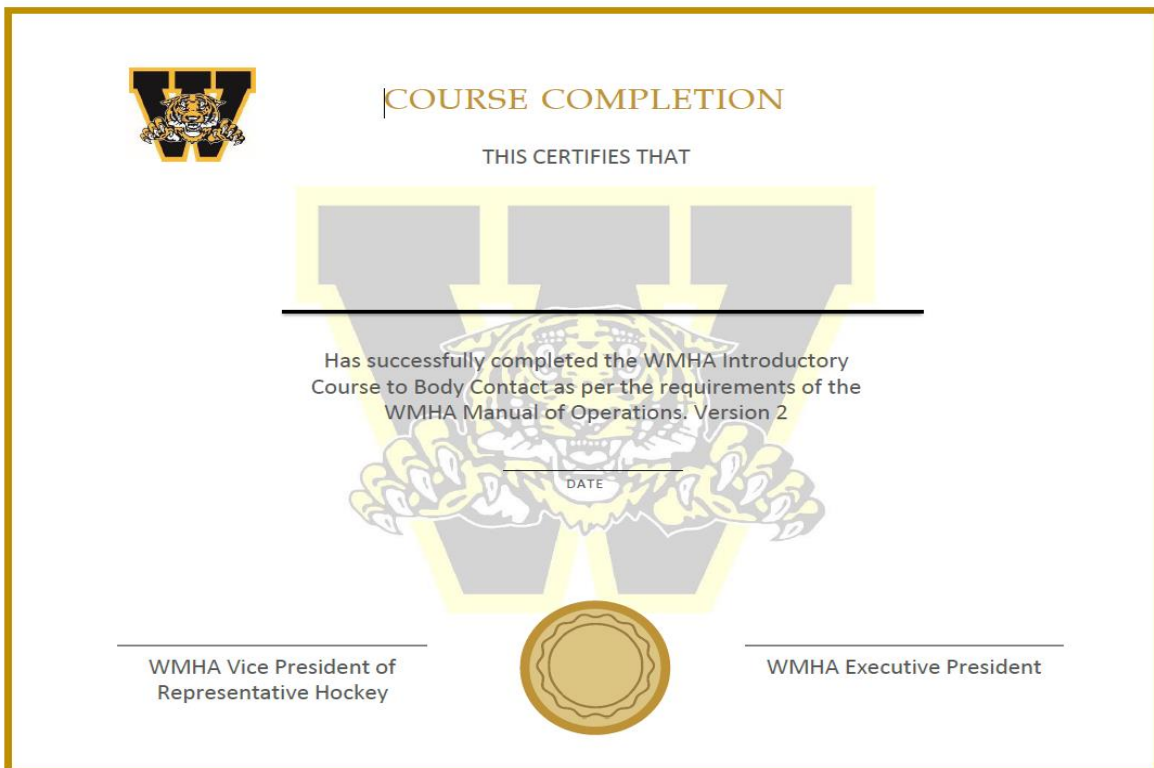 W
COURSE COMPLETION
THIS CERTIFIES THAT
W
Has successfully completed the WMHA Introductory
Course to Body Contact as per the requirements of the
WMHA Manual of Operations. Version 2
DATE
WMHA Vice President of
Representative Hockey
WMHA Executive President